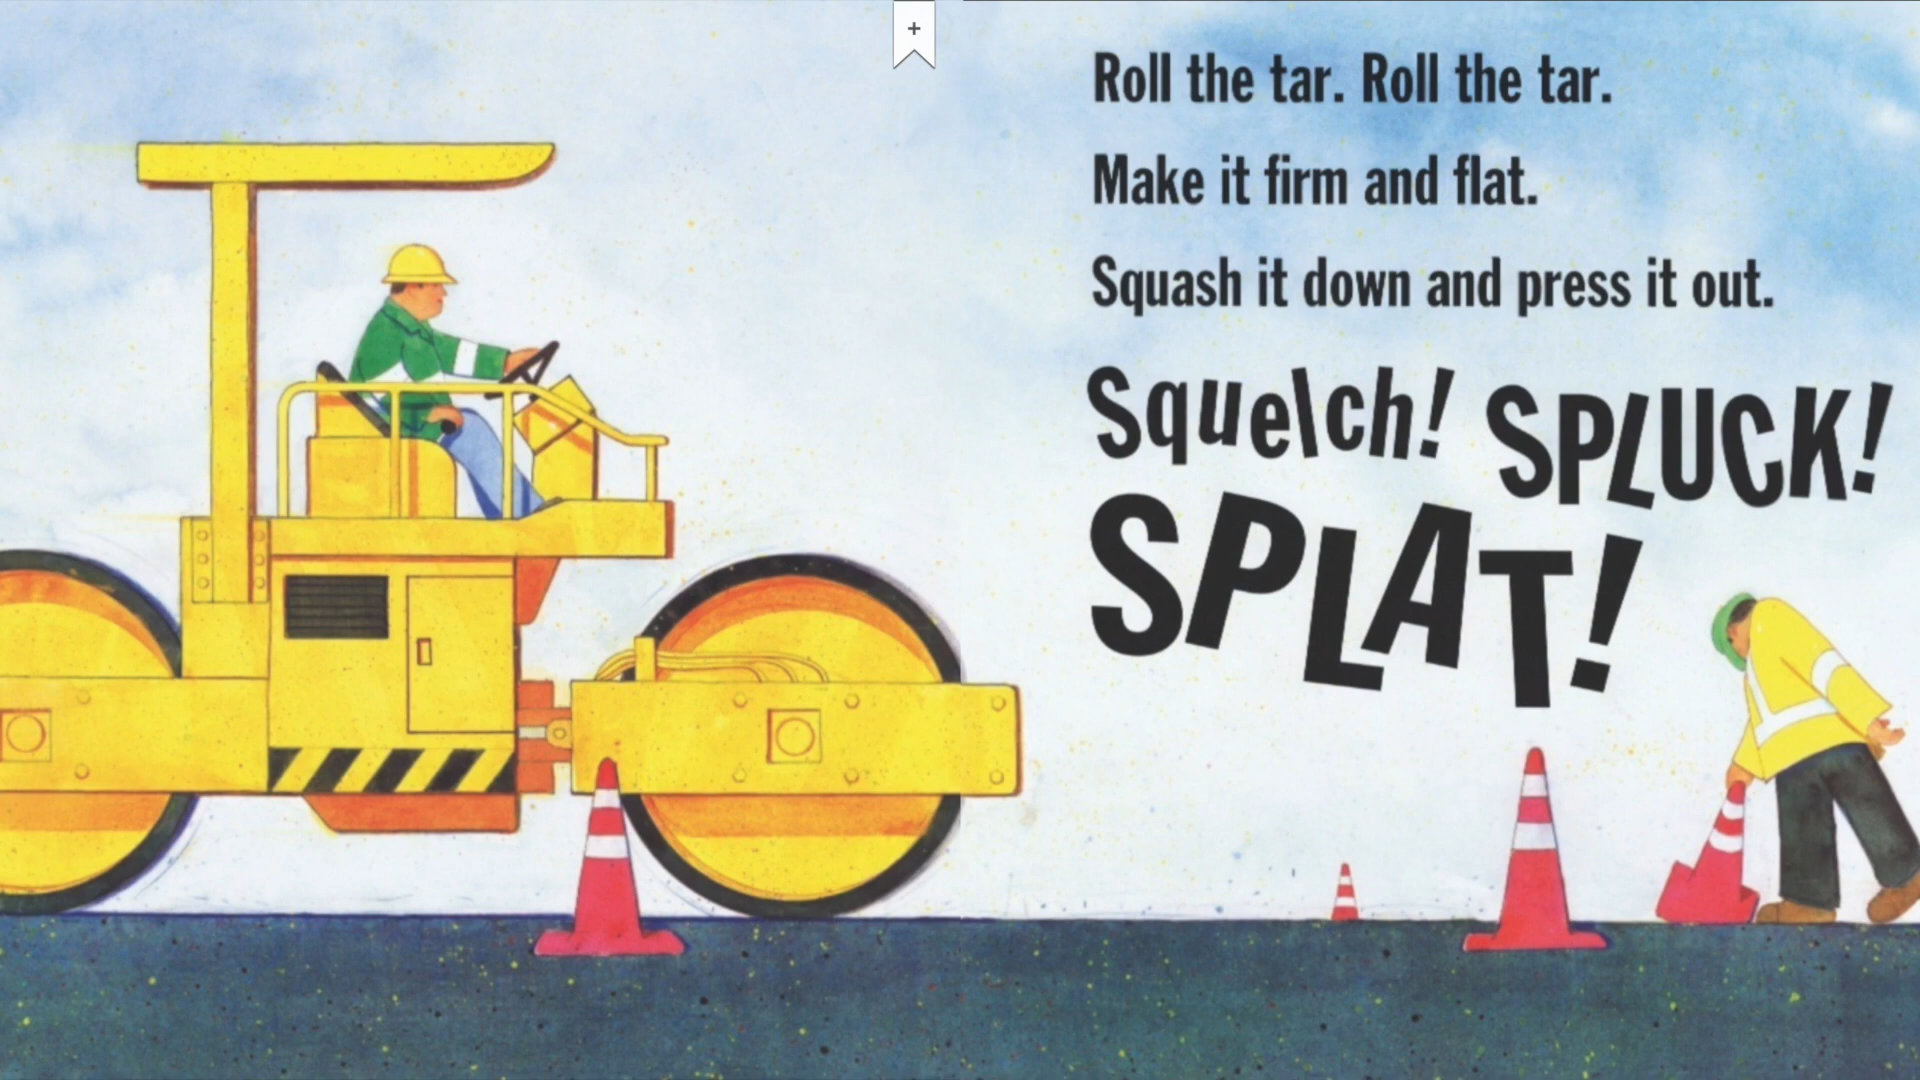 Roll the tar. Roll the tar.
Make it firm and flat.
Squash it down and press it out.
Squelch! SPLUCK!
SPLAT!